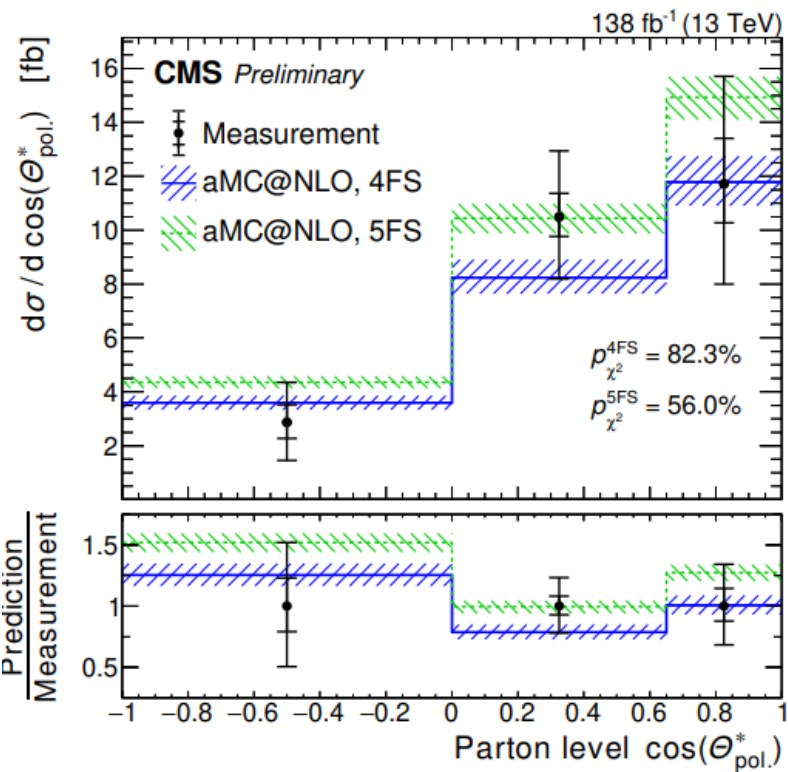 138 fb⁻¹ (13 TeV)
CMS Preliminary
Measurement
aMC@NLO, 4FS
aMC@NLO, 5FS
dσ / d cos(Θ*pol.) [fb]
16
14
12
10
8
6
4
2
p^4FS_χ² = 82.3%
p^5FS_χ² = 56.0%
Prediction
Measurement
1.5
1
0.5
−1 −0.8 −0.6 −0.4 −0.2 0 0.2 0.4 0.6 0.8 1
Parton level cos(Θ*pol.)